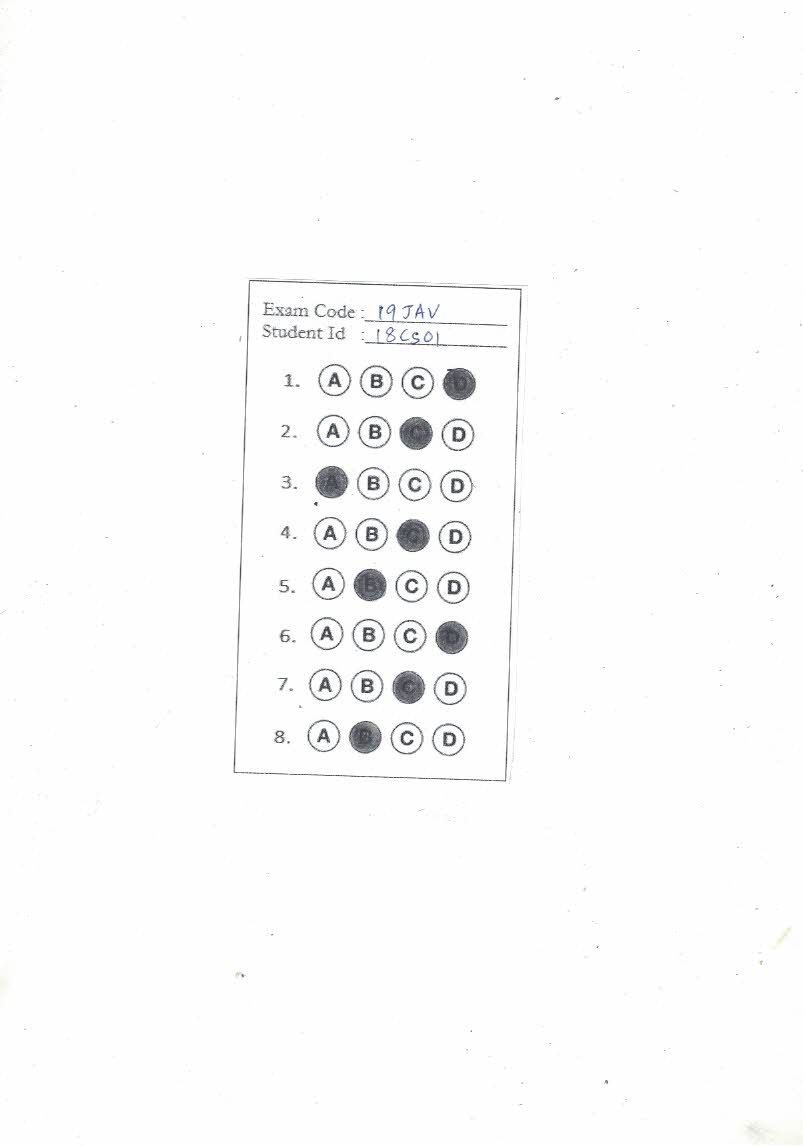 Exam Code : 19JAV
Student Id : 18CS01
1. A B C D
2. A B C D
3. A B C D
4. A B C D
5. A B C D
6. A B C D
7. A B C D
8. A B C D